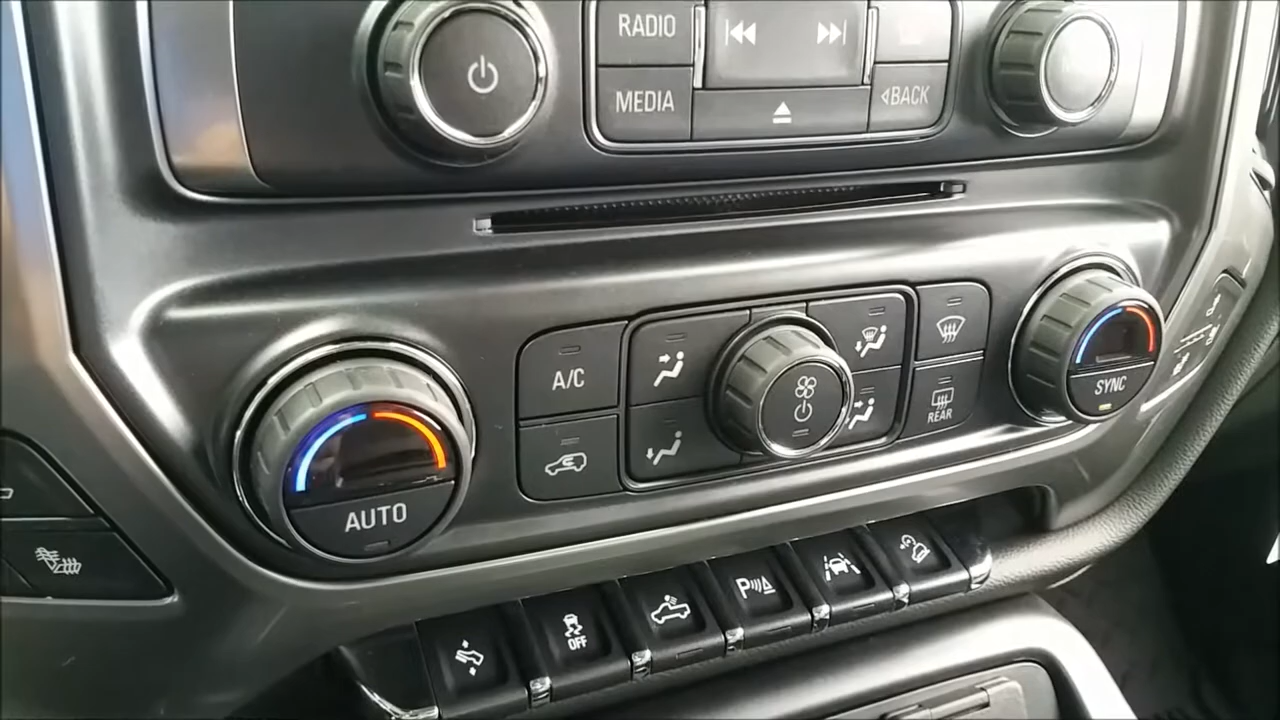 RADIO
MEDIA
BACK
A/C
REAR
SYNC
AUTO
P
OFF